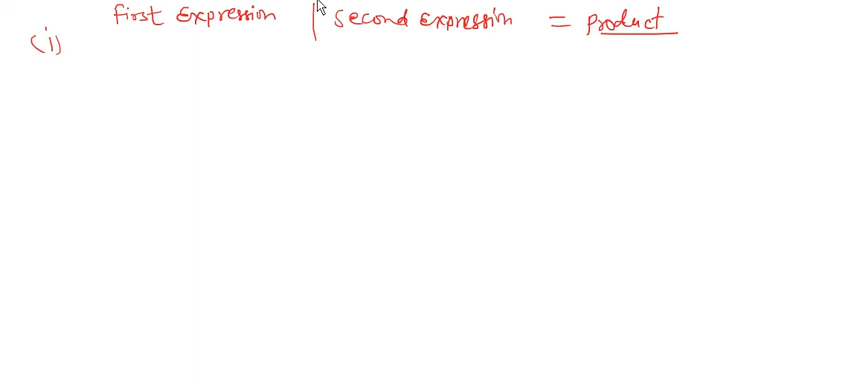 First Expression | Second Expression = product
(i)